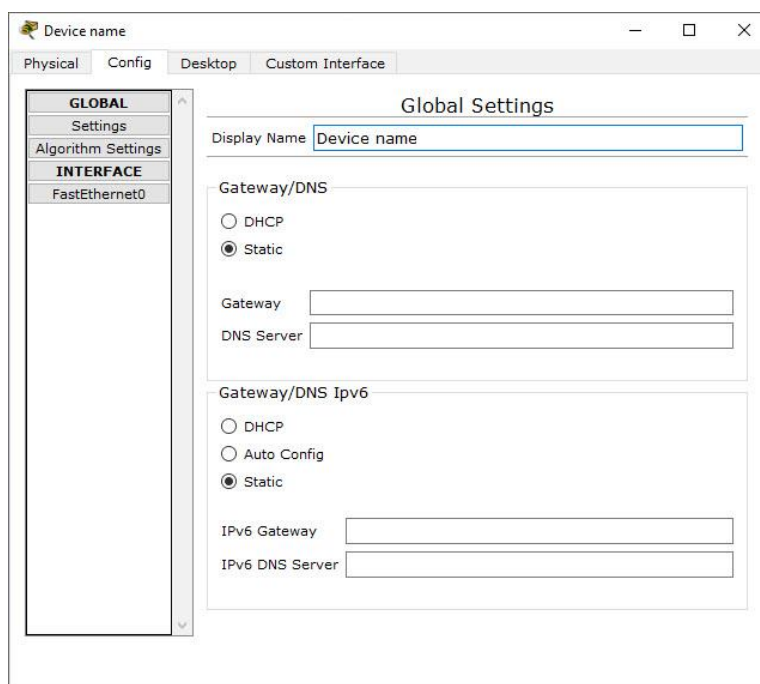 Device name
Physical Config Desktop Custom Interface
GLOBAL
Settings
Algorithm Settings
INTERFACE
FastEthernet0
Global Settings
Display Name Device name
Gateway/DNS
DHCP
Static
Gateway
DNS Server
Gateway/DNS Ipv6
DHCP
Auto Config
Static
IPv6 Gateway
IPv6 DNS Server